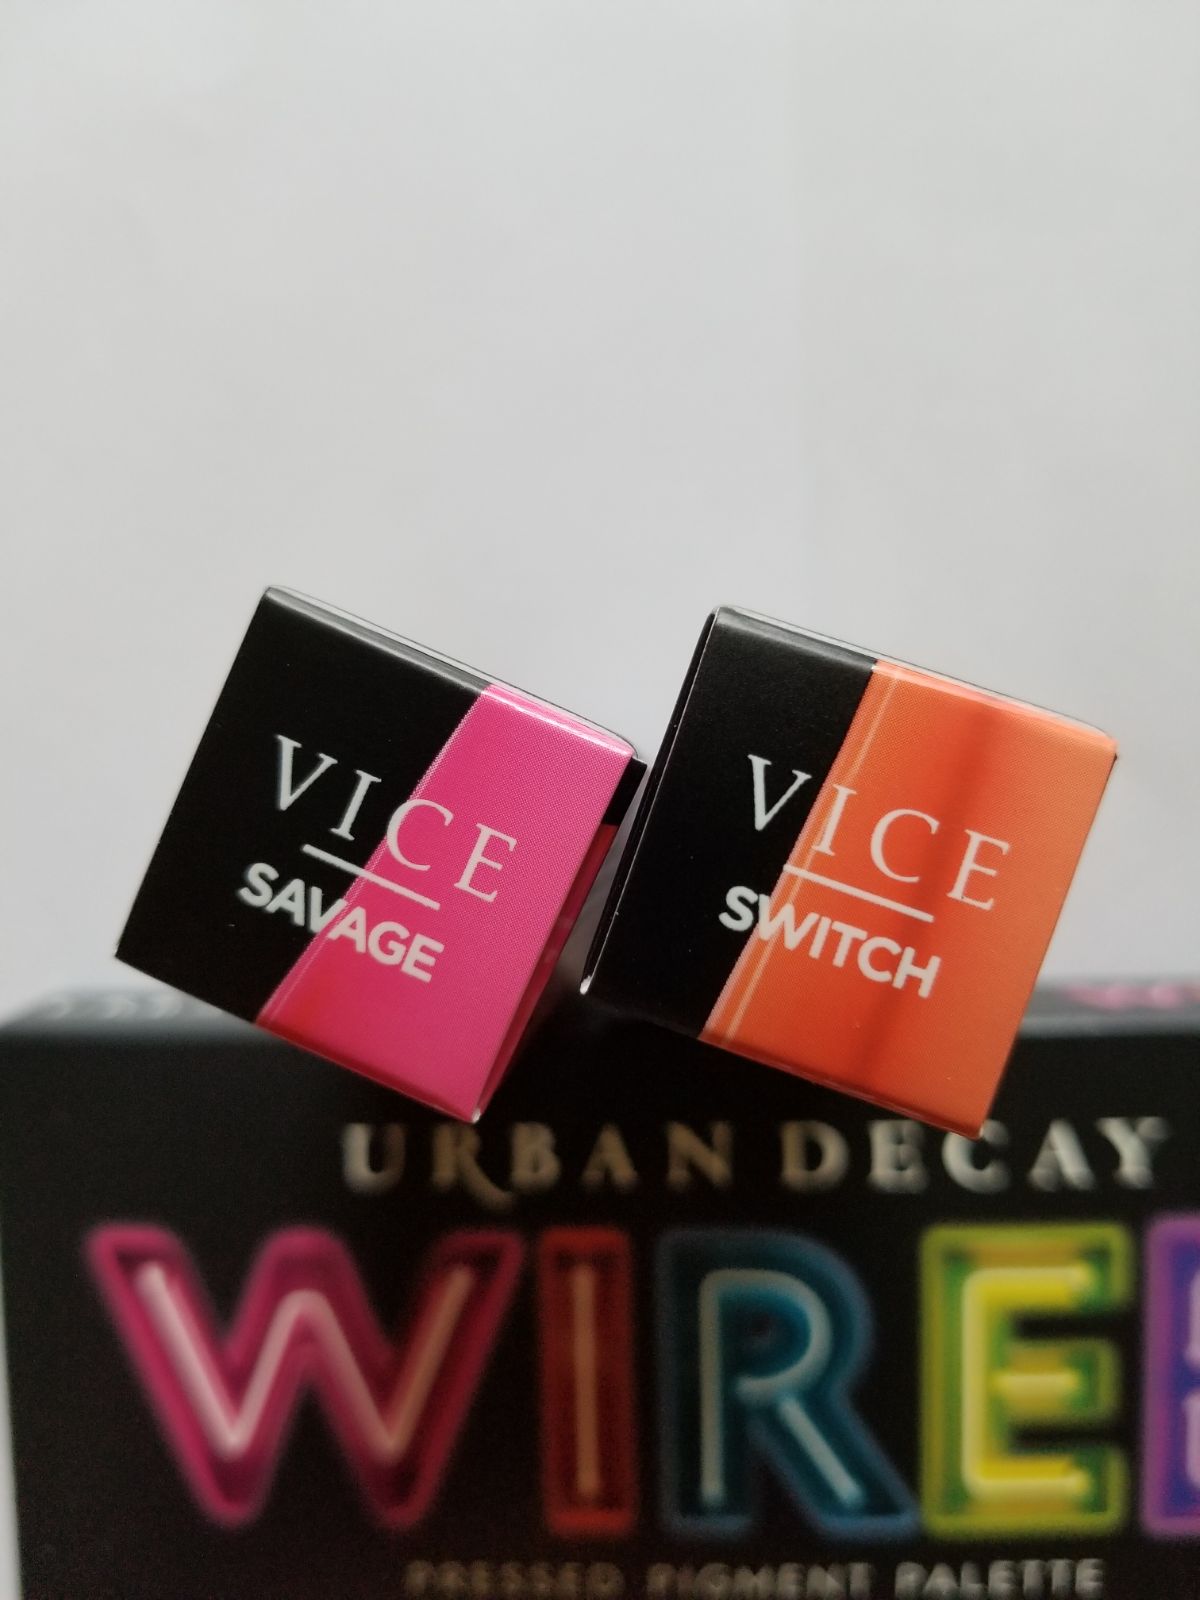 VICE
SAVAGE
VICE
SWITCH
URBAN DECAY
WIRED
PRESSED PIGMENT PALETTE